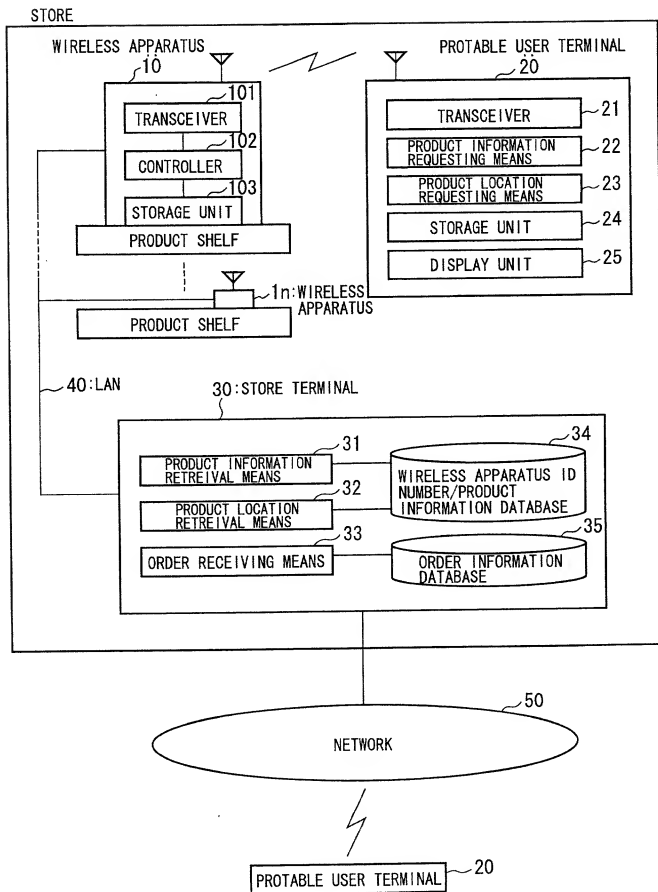 STORE
WIRELESS APPARATUS
10
101
TRANSCEIVER
102
CONTROLLER
103
STORAGE UNIT
PRODUCT SHELF
1n:WIRELESS
APPARATUS
PRODUCT SHELF
PROTABLE USER TERMINAL
20
TRANSCEIVER
21
PRODUCT INFORMATION
REQUESTING MEANS
22
PRODUCT LOCATION
REQUESTING MEANS
23
STORAGE UNIT
24
DISPLAY UNIT
25
40:LAN
30:STORE TERMINAL
31
PRODUCT INFORMATION
RETREIVAL MEANS
32
PRODUCT LOCATION
RETREIVAL MEANS
33
ORDER RECEIVING MEANS
34
WIRELESS APPARATUS ID
NUMBER/PRODUCT
INFORMATION DATABASE
35
ORDER INFORMATION
DATABASE
50
NETWORK
PROTABLE USER TERMINAL
20